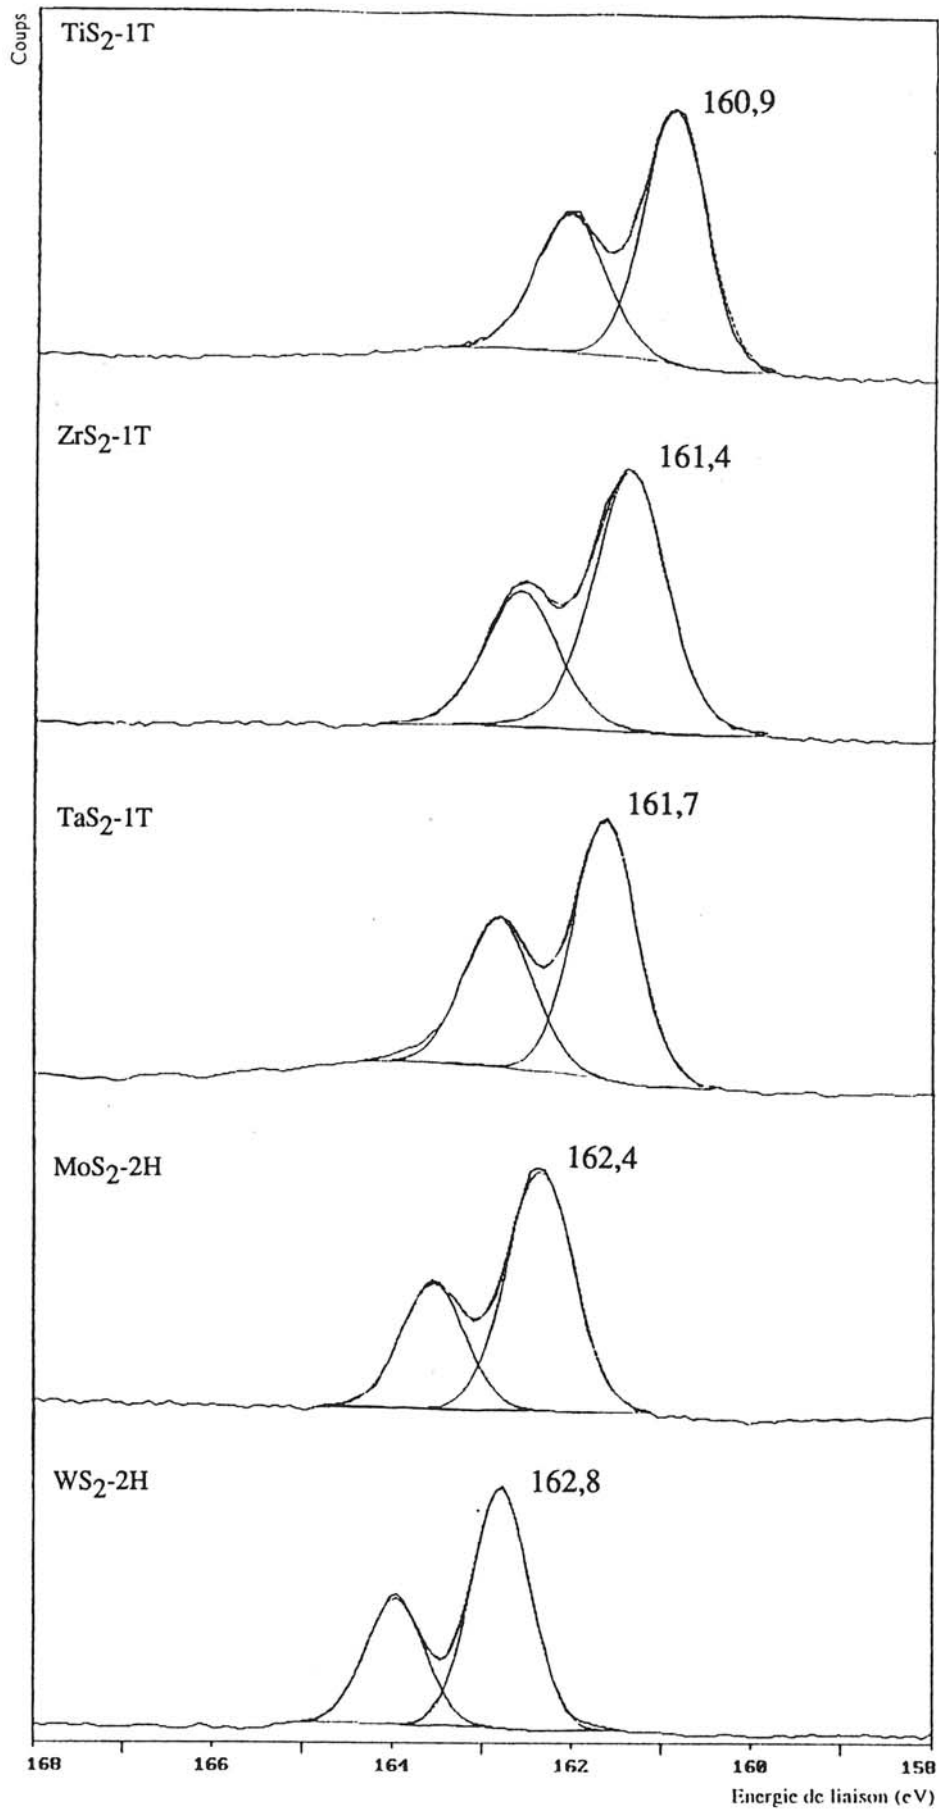 Coups
TiS2-1T
160,9
ZrS2-1T
161,4
TaS2-1T
161,7
MoS2-2H
162,4
WS2-2H
162,8
168 166 164 162 160 158
Energie de liaison (eV)